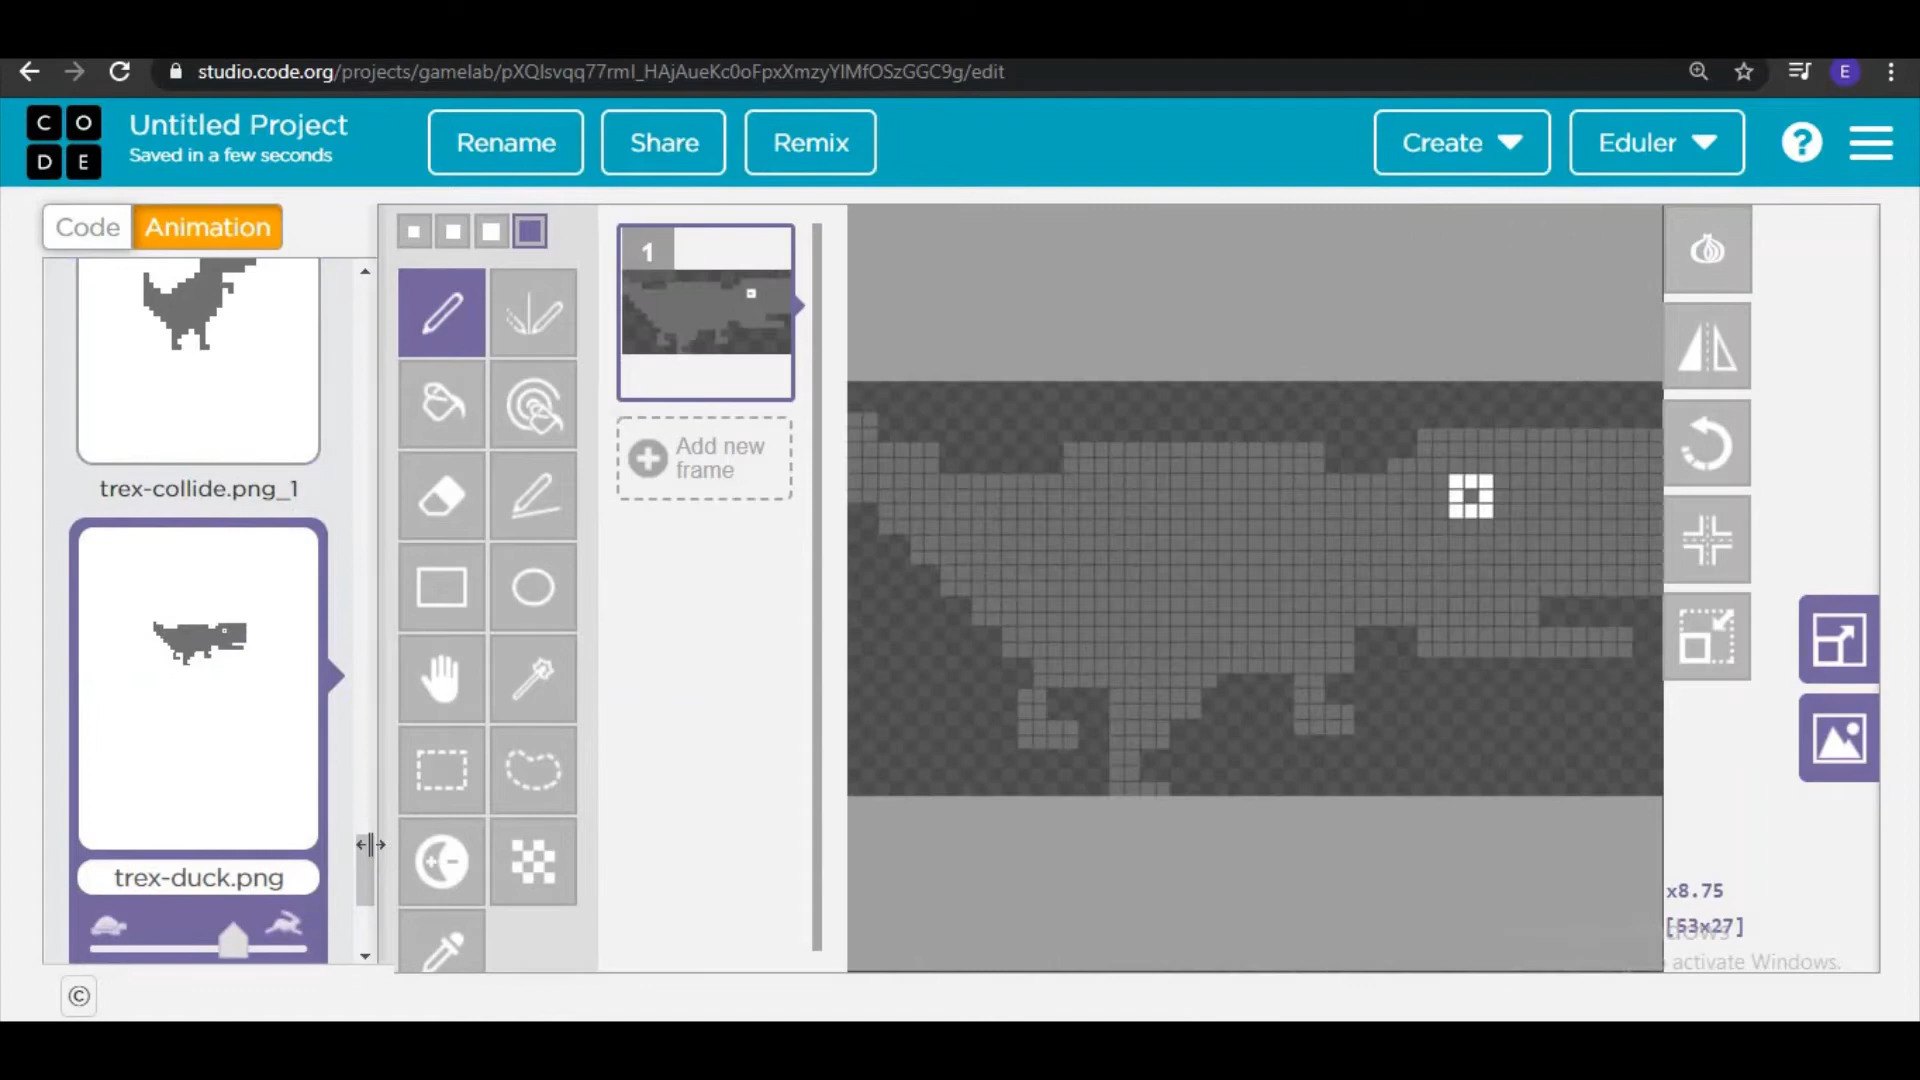 studio.code.org/projects/gamelab/pXQIsvqq77rmI_HAjAueKc0oFpxXmzyYIMfOSzGGC9g/edit
E
C O
D E
Untitled Project
Saved in a few seconds
Rename
Share
Remix
Create
Eduler
?
Code
Animation
trex-collide.png_1
trex-duck.png
1
Add new
frame
x8.75
[53x27]
activate Windows.
©